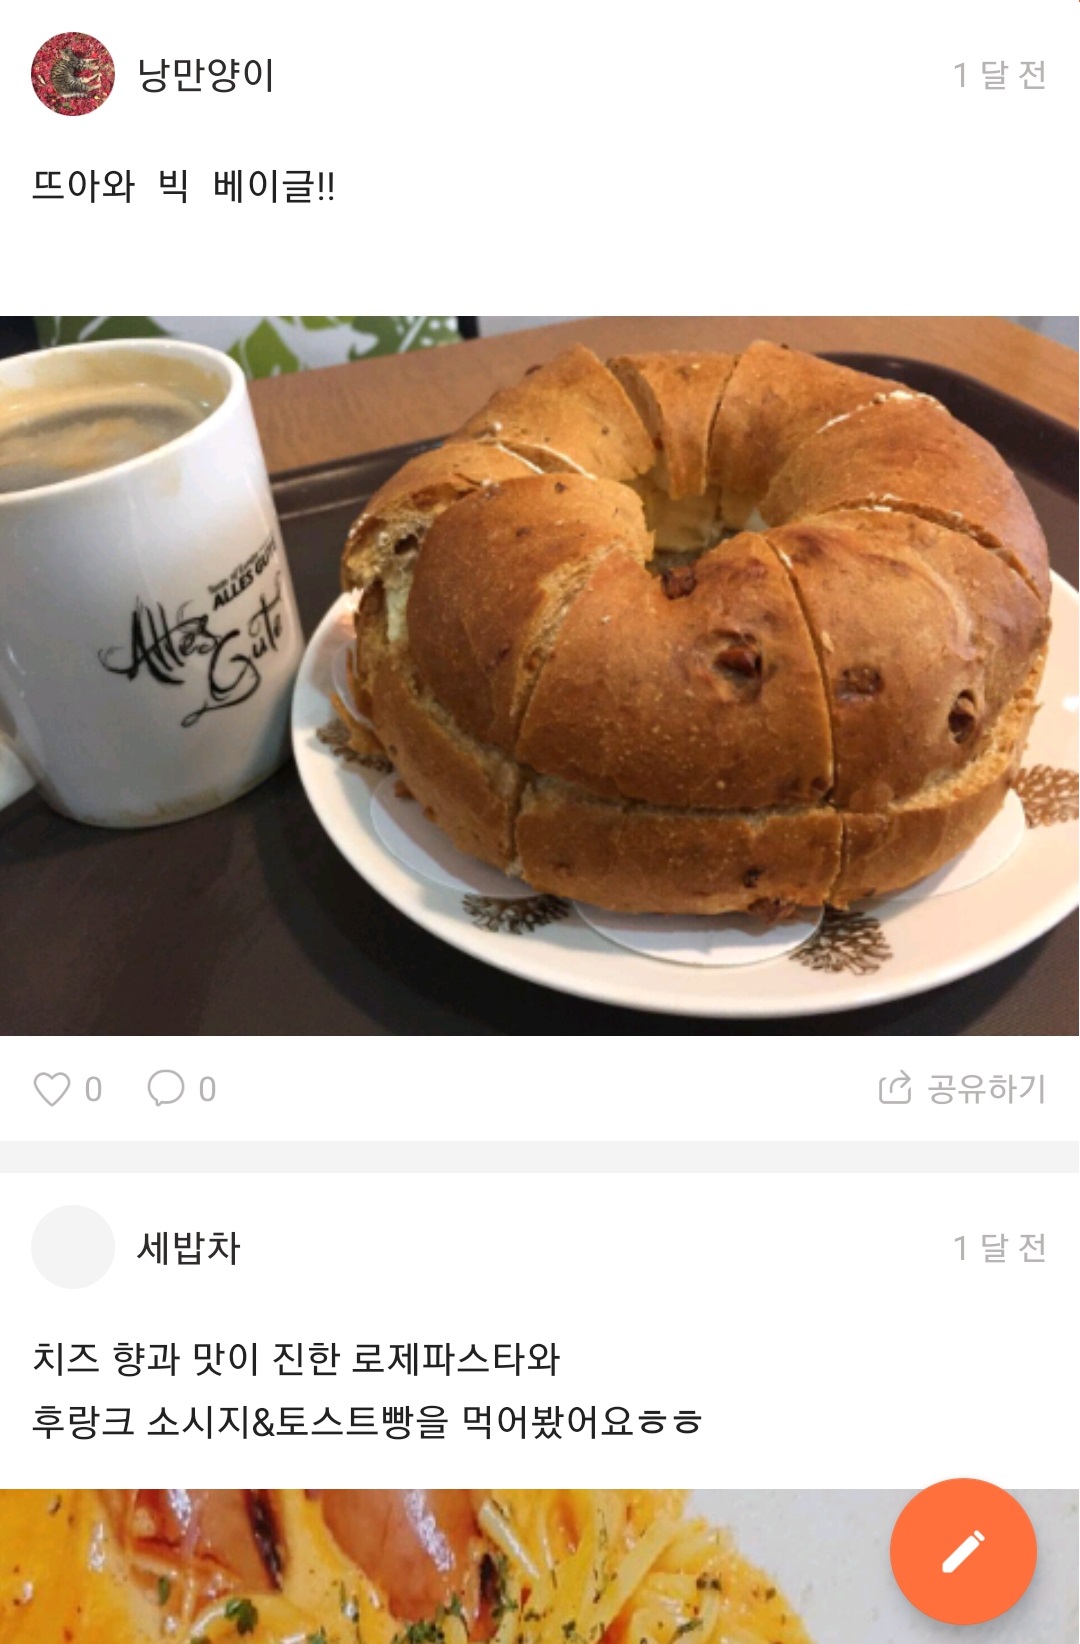 낭만양이
1 달 전
뜨아와 빅 베이글!!
ALLES GUTE
Alles
Gute
0
0
공유하기
세밥차
1 달 전
치즈 향과 맛이 진한 로제파스타와
후랑크 소시지&토스트빵을 먹어봤어요ㅎㅎ